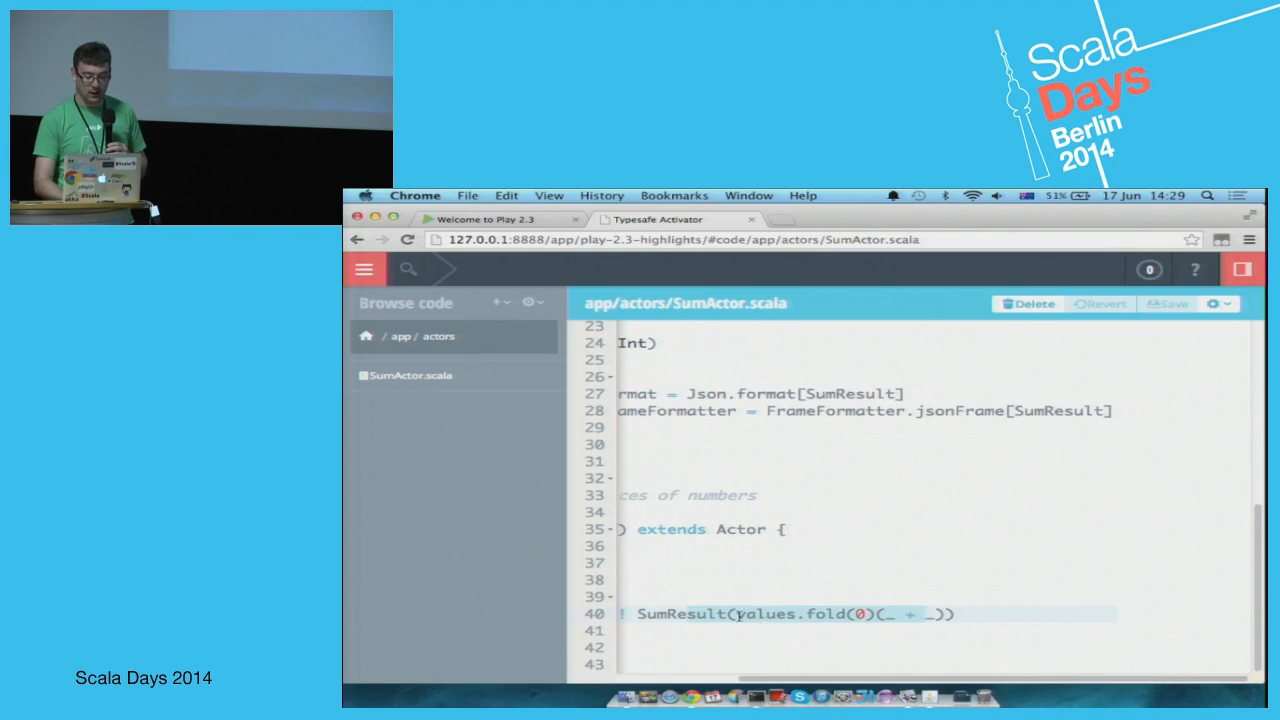 Scala
Days
Berlin
2014
Chrome File Edit View History Bookmarks Window Help 51% 17 Jun 14:29
Welcome to Play 2.3 × Typesafe Activator ×
127.0.0.1:8888/app/play-2.3-highlights/#code/app/actors/SumActor.scala
0 ?
Browse code
app/actors/SumActor.scala
Delete Revert Save
/ app / actors
SumActor.scala
23
24 Int)
25
26
27 rmat = Json.format[SumResult]
28 ameFormatter = FrameFormatter.jsonFrame[SumResult]
29
30
31
32
33 ces of numbers
34
35 ) extends Actor {
36
37
38
39
40 ! SumResult(values.fold(0)(_ + _))
41
42
43
Scala Days 2014